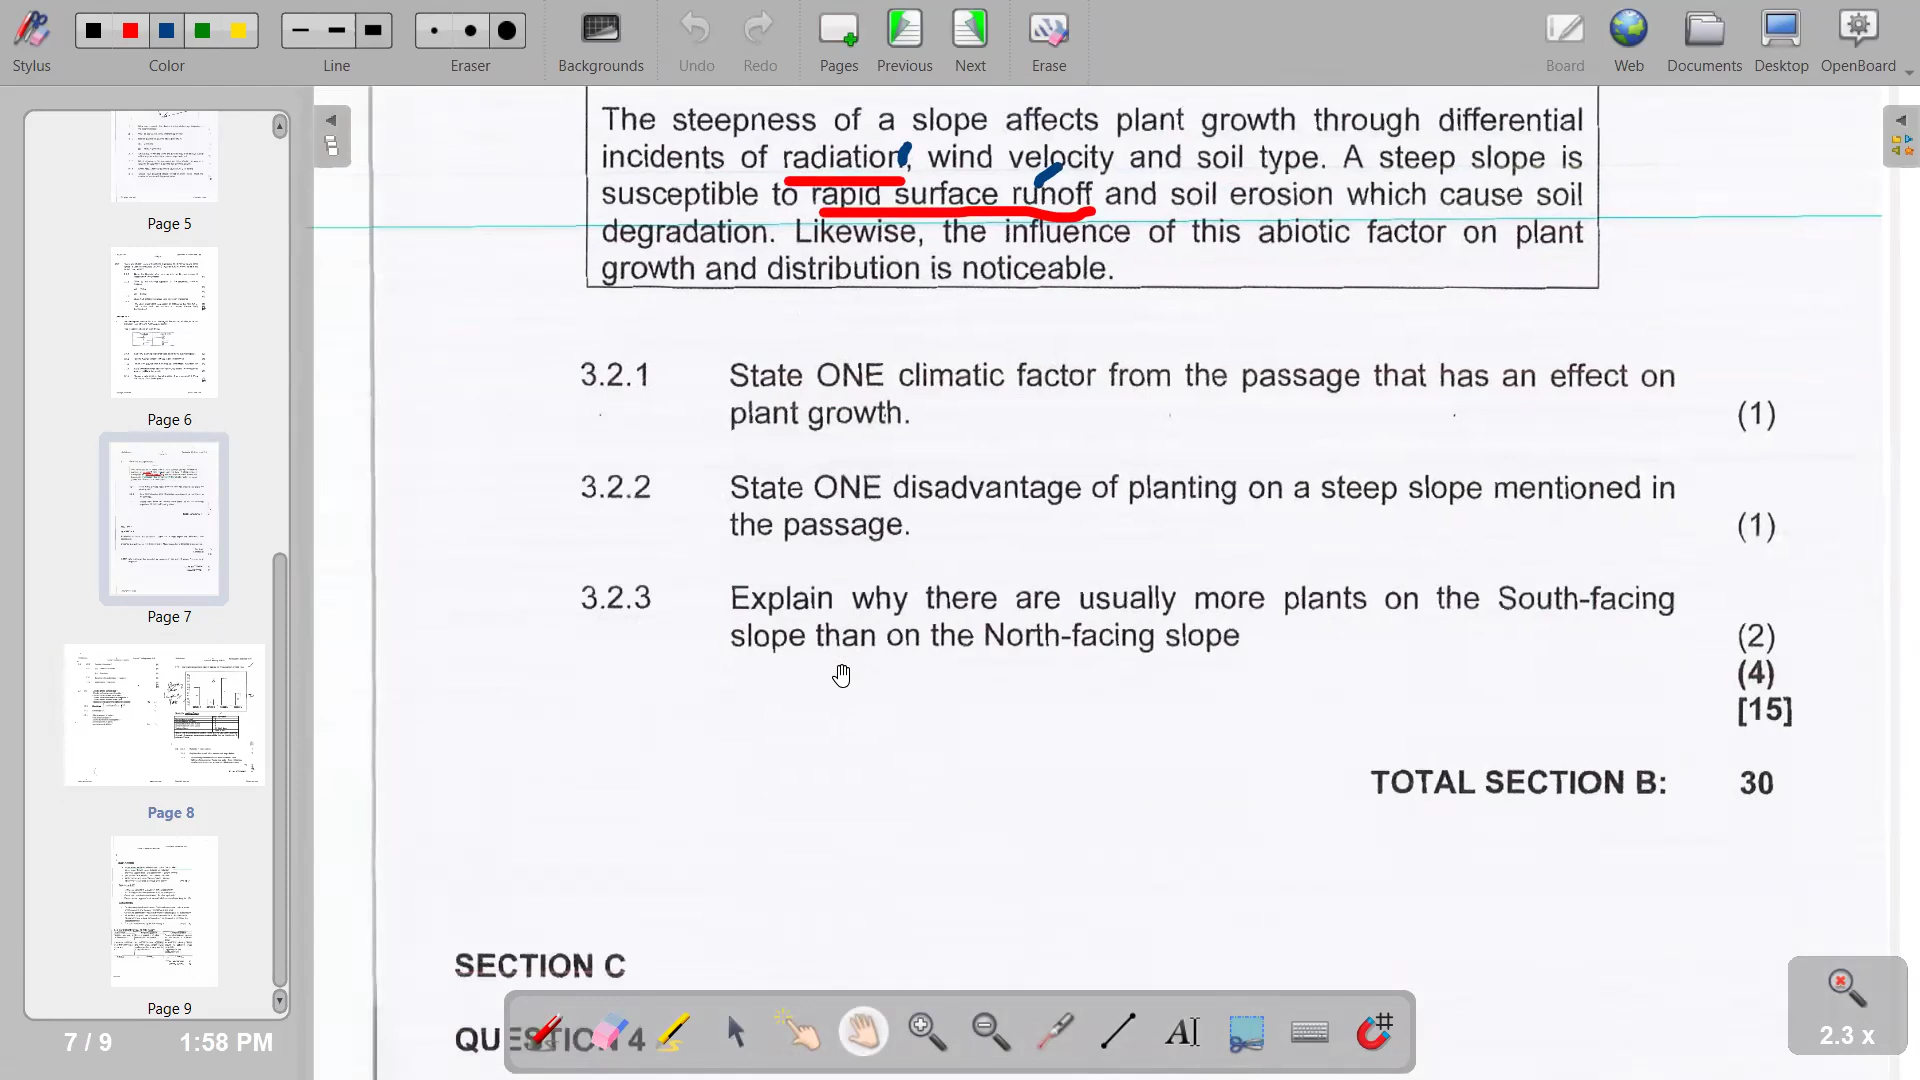 Stylus
Color
Line
Eraser
Backgrounds
Undo
Redo
Pages
Previous
Next
Erase
Board
Web
Documents
Desktop
OpenBoard
Page 5
Page 6
Page 7
Page 8
Page 9
7 / 9
1:58 PM
The steepness of a slope affects plant growth through differential
incidents of radiation, wind velocity and soil type. A steep slope is
susceptible to rapid surface runoff and soil erosion which cause soil
degradation. Likewise, the influence of this abiotic factor on plant
growth and distribution is noticeable.
3.2.1 State ONE climatic factor from the passage that has an effect on
plant growth. (1)
3.2.2 State ONE disadvantage of planting on a steep slope mentioned in
the passage. (1)
3.2.3 Explain why there are usually more plants on the South-facing
slope than on the North-facing slope (2)
(4)
[15]
TOTAL SECTION B: 30
SECTION C
QUESTION 4
2.3 x